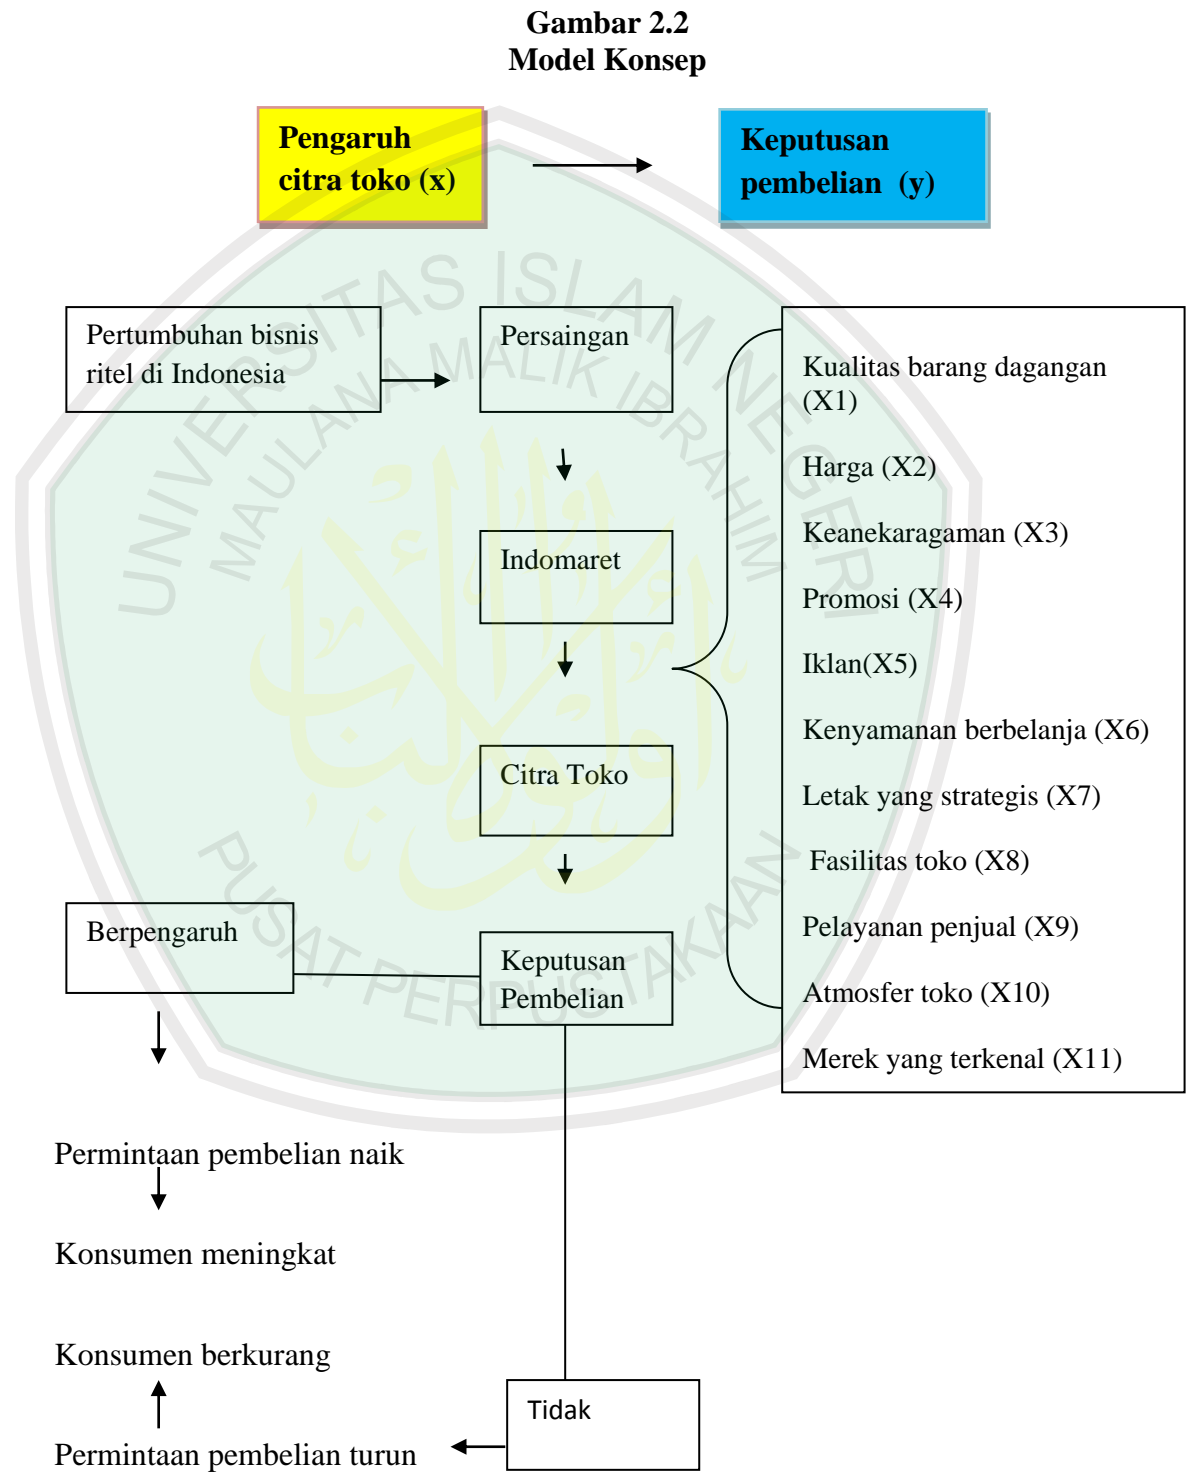 Gambar 2.2
Model Konsep
Pengaruh
citra toko (x)
Keputusan
pembelian (y)
Pertumbuhan bisnis
ritel di Indonesia
Persaingan
Indomaret
Citra Toko
Keputusan
Pembelian
Kualitas barang dagangan
(X1)
Harga (X2)
Keanekaragaman (X3)
Promosi (X4)
Iklan(X5)
Kenyamanan berbelanja (X6)
Letak yang strategis (X7)
Fasilitas toko (X8)
Pelayanan penjual (X9)
Atmosfer toko (X10)
Merek yang terkenal (X11)
Berpengaruh
Permintaan pembelian naik
Konsumen meningkat
Konsumen berkurang
Permintaan pembelian turun
Tidak
UNIVERSITAS ISLAM NEGERI
MAULANA MALIK IBRAHIM
PUSAT PERPUSTAKAAN